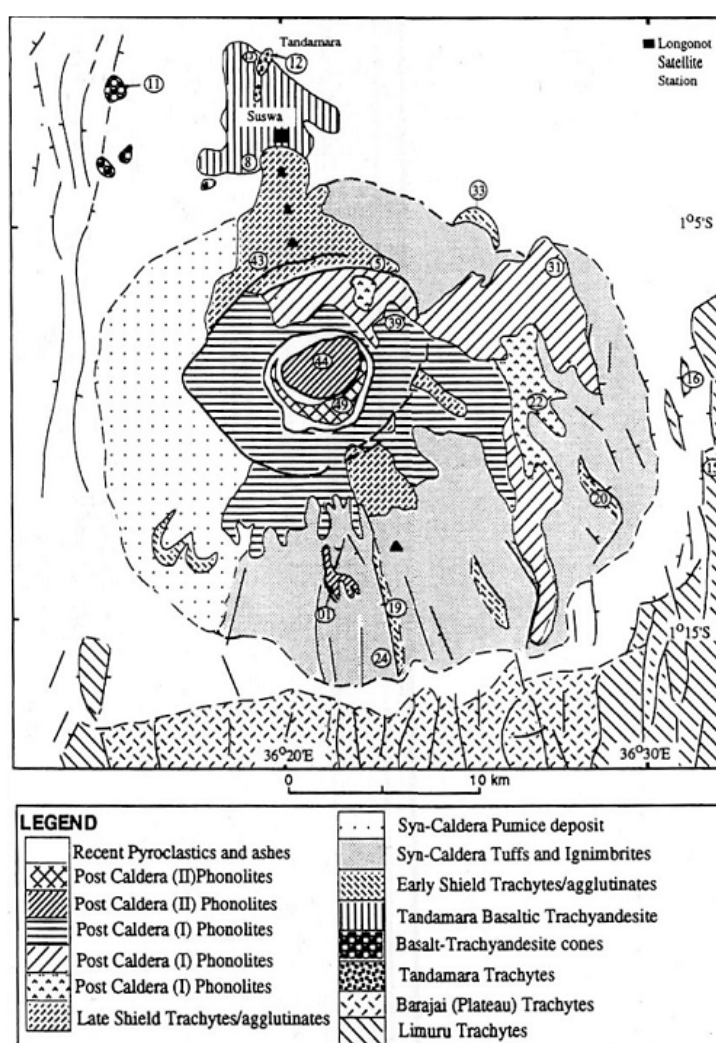 Tandamara
Longonot
Satellite
Station
12
11
Suswa
8
33
1°5'S
43
5
31
39
44
16
49
22
15
20
01
19
24
1°15'S
36°20'E
36°30'E
0
10 km
LEGEND
Recent Pyroclastics and ashes
Post Caldera (II)Phonolites
Post Caldera (II) Phonolites
Post Caldera (I) Phonolites
Post Caldera (I) Phonolites
Post Caldera (I) Phonolites
Late Shield Trachytes/agglutinates
Syn-Caldera Pumice deposit
Syn-Caldera Tuffs and Ignimbrites
Early Shield Trachytes/agglutinates
Tandamara Basaltic Trachyandesite
Basalt-Trachyandesite cones
Tandamara Trachytes
Barajai (Plateau) Trachytes
Limuru Trachytes